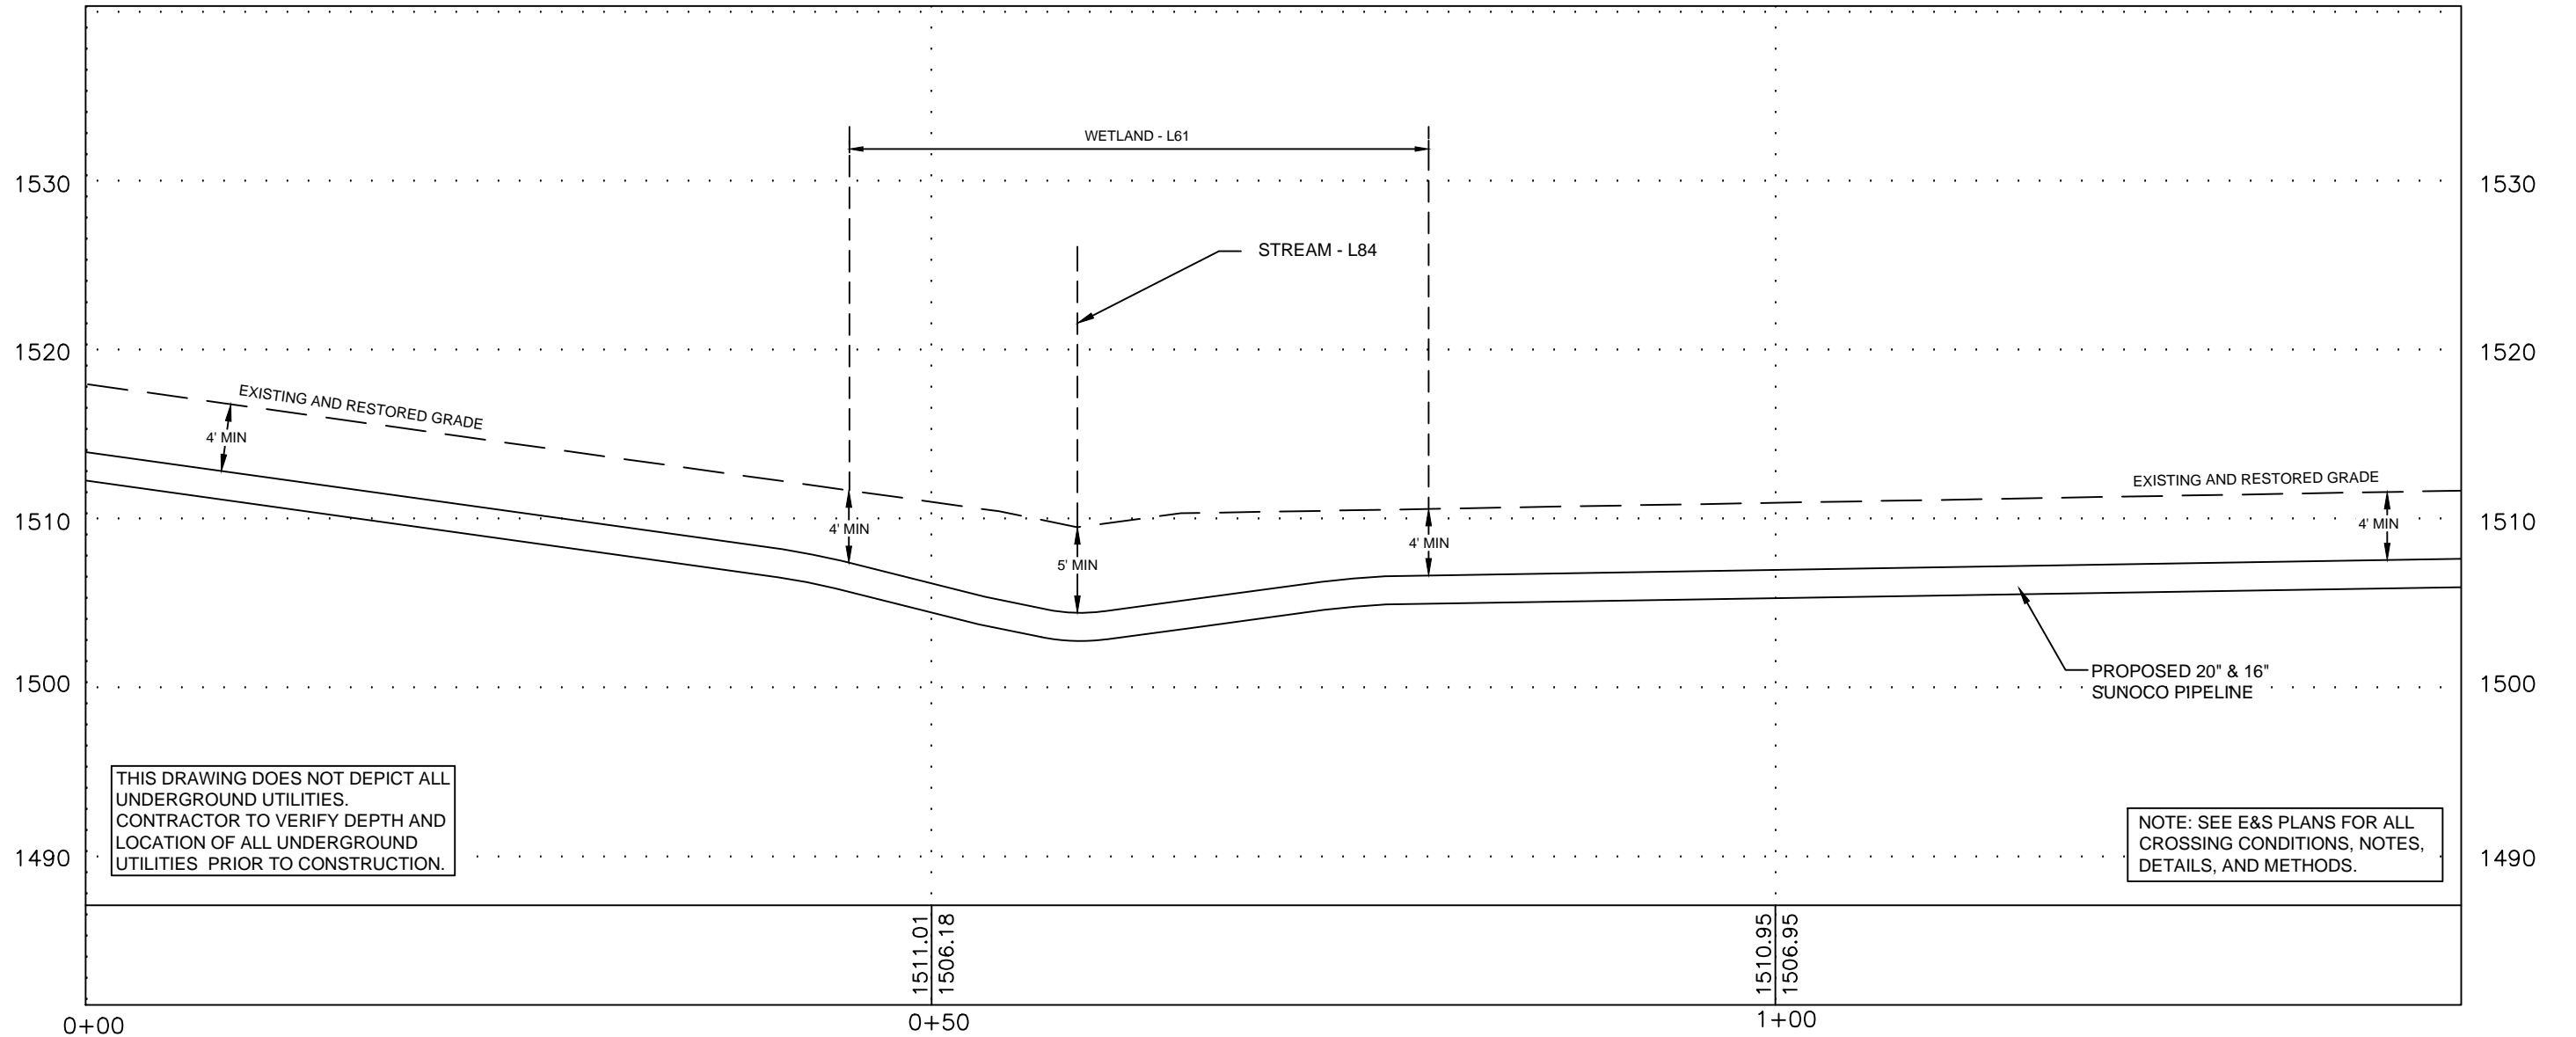 WETLAND - L61
1530
1530
STREAM - L84
1520
1520
EXISTING AND RESTORED GRADE
4' MIN
EXISTING AND RESTORED GRADE
1510
4' MIN
5' MIN
4' MIN
4' MIN
1510
1500
PROPOSED 20" & 16"
SUNOCO PIPELINE
1500
THIS DRAWING DOES NOT DEPICT ALL
UNDERGROUND UTILITIES.
CONTRACTOR TO VERIFY DEPTH AND
LOCATION OF ALL UNDERGROUND
UTILITIES PRIOR TO CONSTRUCTION.
NOTE: SEE E&S PLANS FOR ALL
CROSSING CONDITIONS, NOTES,
DETAILS, AND METHODS.
1490
1490
1511.01
1506.18
1510.95
1506.95
0+00
0+50
1+00